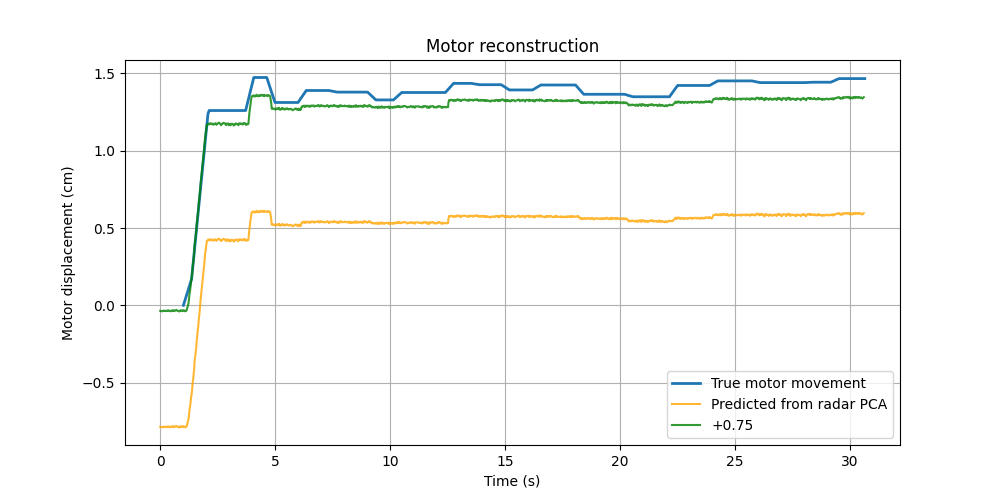 Motor reconstruction
Motor displacement (cm)
1.5
1.0
0.5
0.0
−0.5
0
5
10
15
20
25
30
Time (s)
True motor movement
Predicted from radar PCA
+0.75